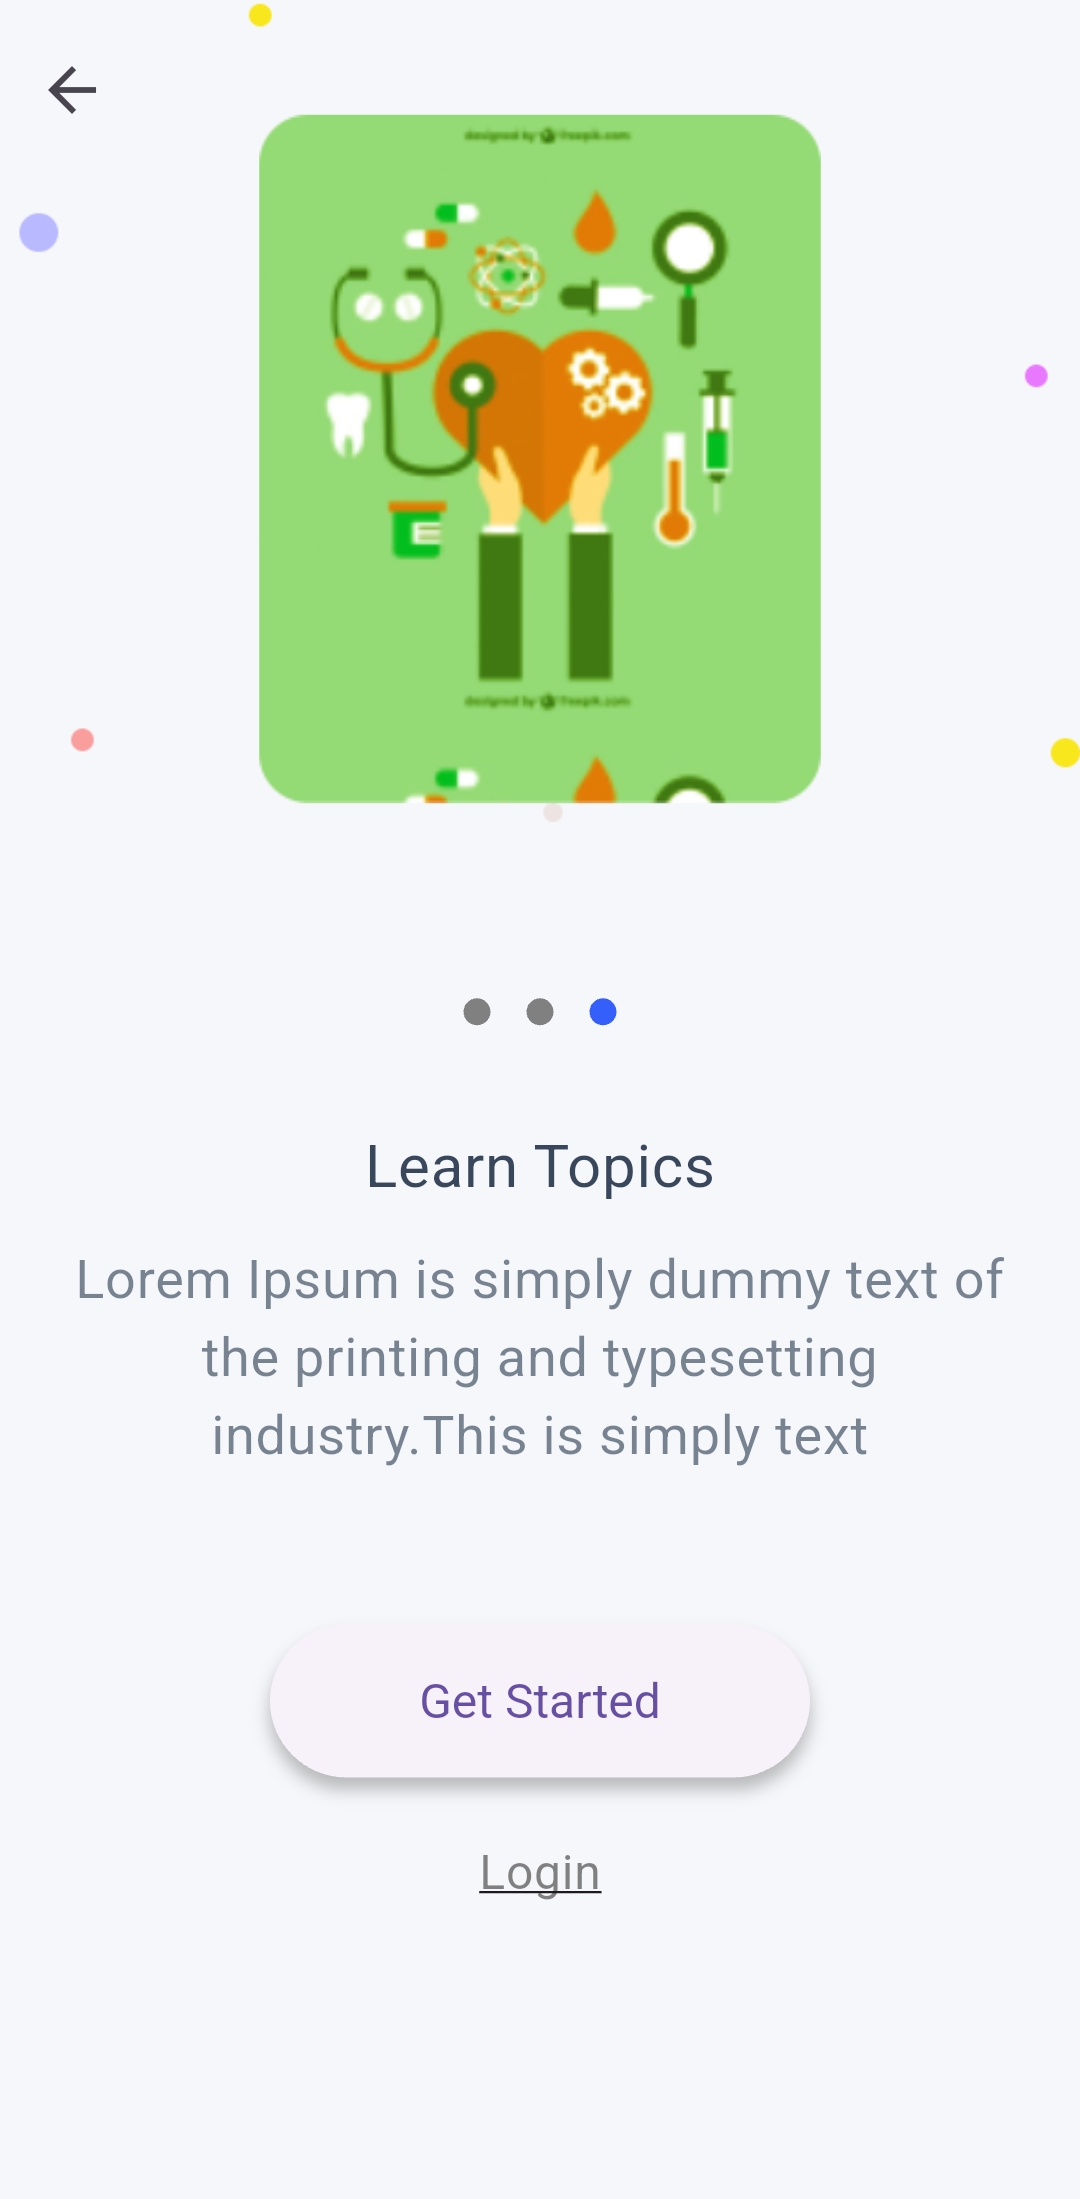 designed by freepik.com
designed by freepik.com
Learn Topics
Lorem Ipsum is simply dummy text of
the printing and typesetting
industry.This is simply text
Get Started
Login